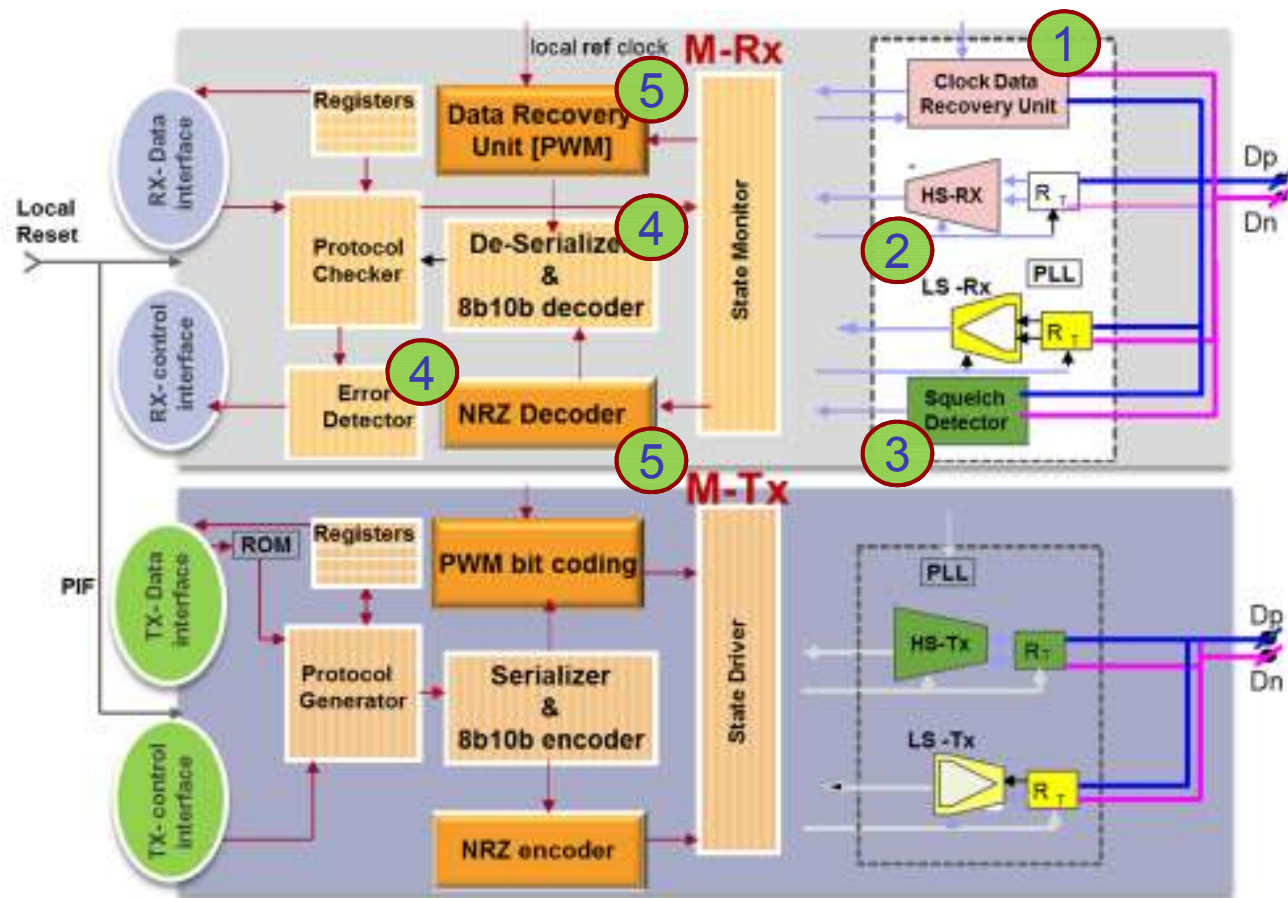 local ref clock
M-Rx
1
Registers
5
Data Recovery
Unit [PWM]
Clock Data
Recovery Unit
RX- Data
interface
Local
Reset
Protocol
Checker
4
De-Serializer
&
8b10b decoder
State Monitor
HS-RX
R T
Dp
Dn
2
LS -Rx
PLL
R T
RX- control
interface
Error
Detector
4
NRZ Decoder
5
Squelch
Detector
3
M-Tx
Registers
ROM
PWM bit coding
PLL
PIF
TX- Data
interface
HS-Tx
R T
Dp
Dn
Protocol
Generator
Serializer
&
8b10b encoder
State Driver
LS -Tx
R T
TX- control
interface
NRZ encoder